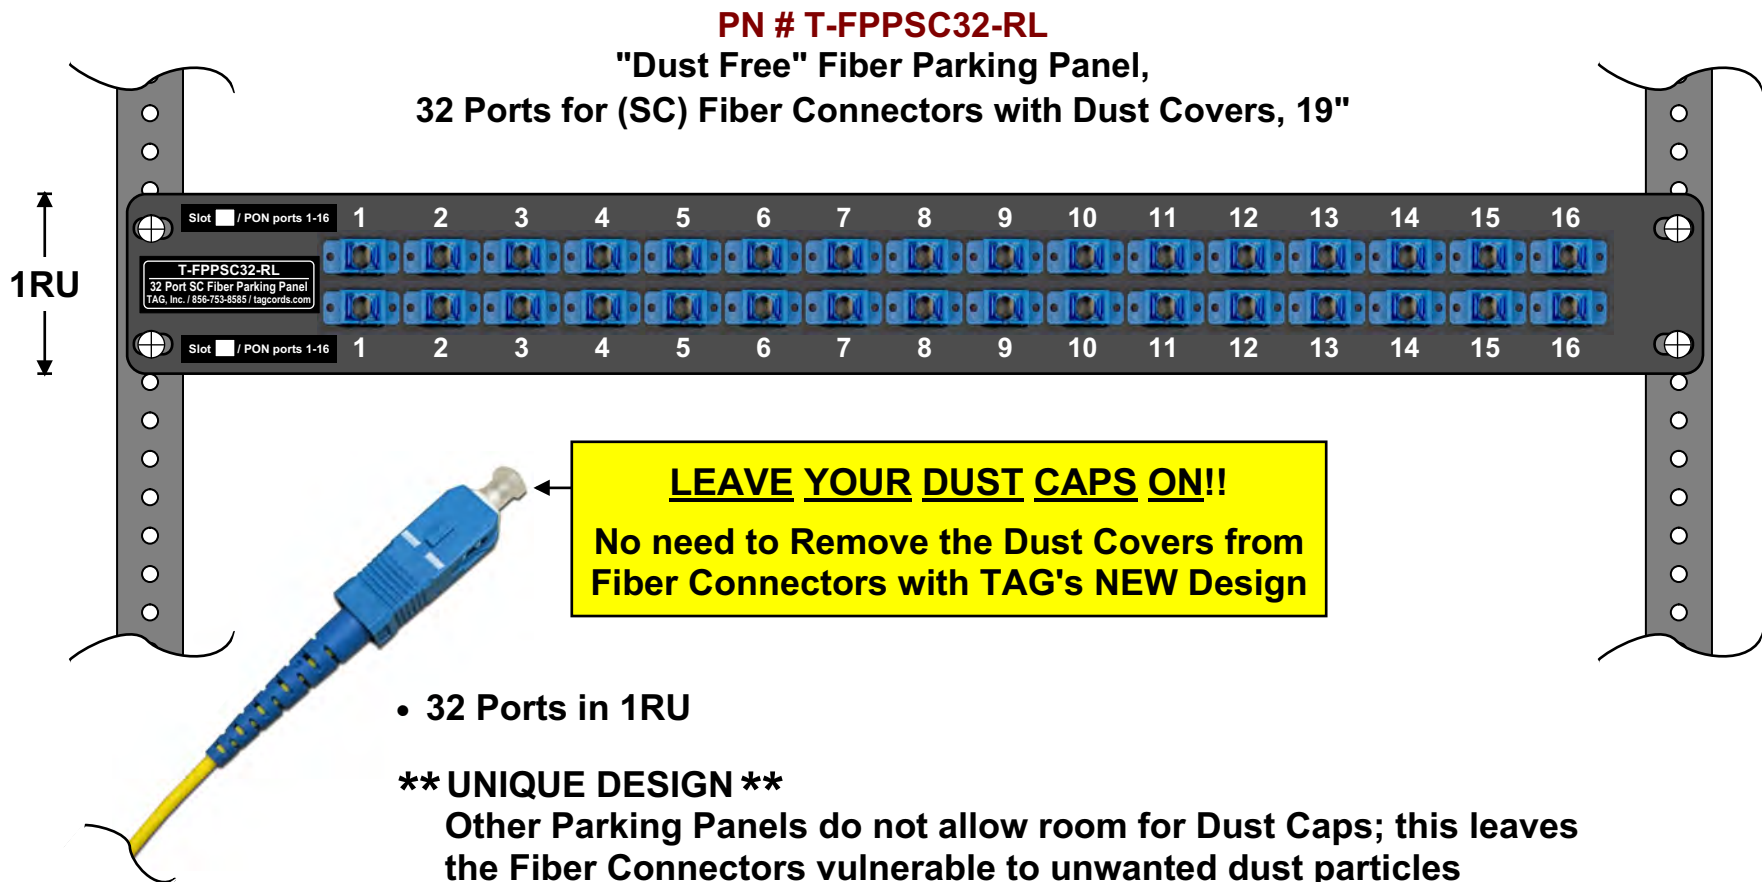 PN # T-FPPSC32-RL
"Dust Free" Fiber Parking Panel,
32 Ports for (SC) Fiber Connectors with Dust Covers, 19"
Slot / PON ports 1-16 1 2 3 4 5 6 7 8 9 10 11 12 13 14 15 16
1RU
T-FPPSC32-RL
32 Port SC Fiber Parking Panel
TAG, Inc. / 856-753-8585 / tagcords.com
Slot / PON ports 1-16 1 2 3 4 5 6 7 8 9 10 11 12 13 14 15 16
LEAVE YOUR DUST CAPS ON!!
No need to Remove the Dust Covers from
Fiber Connectors with TAG's NEW Design
• 32 Ports in 1RU
** UNIQUE DESIGN **
Other Parking Panels do not allow room for Dust Caps; this leaves
the Fiber Connectors vulnerable to unwanted dust particles